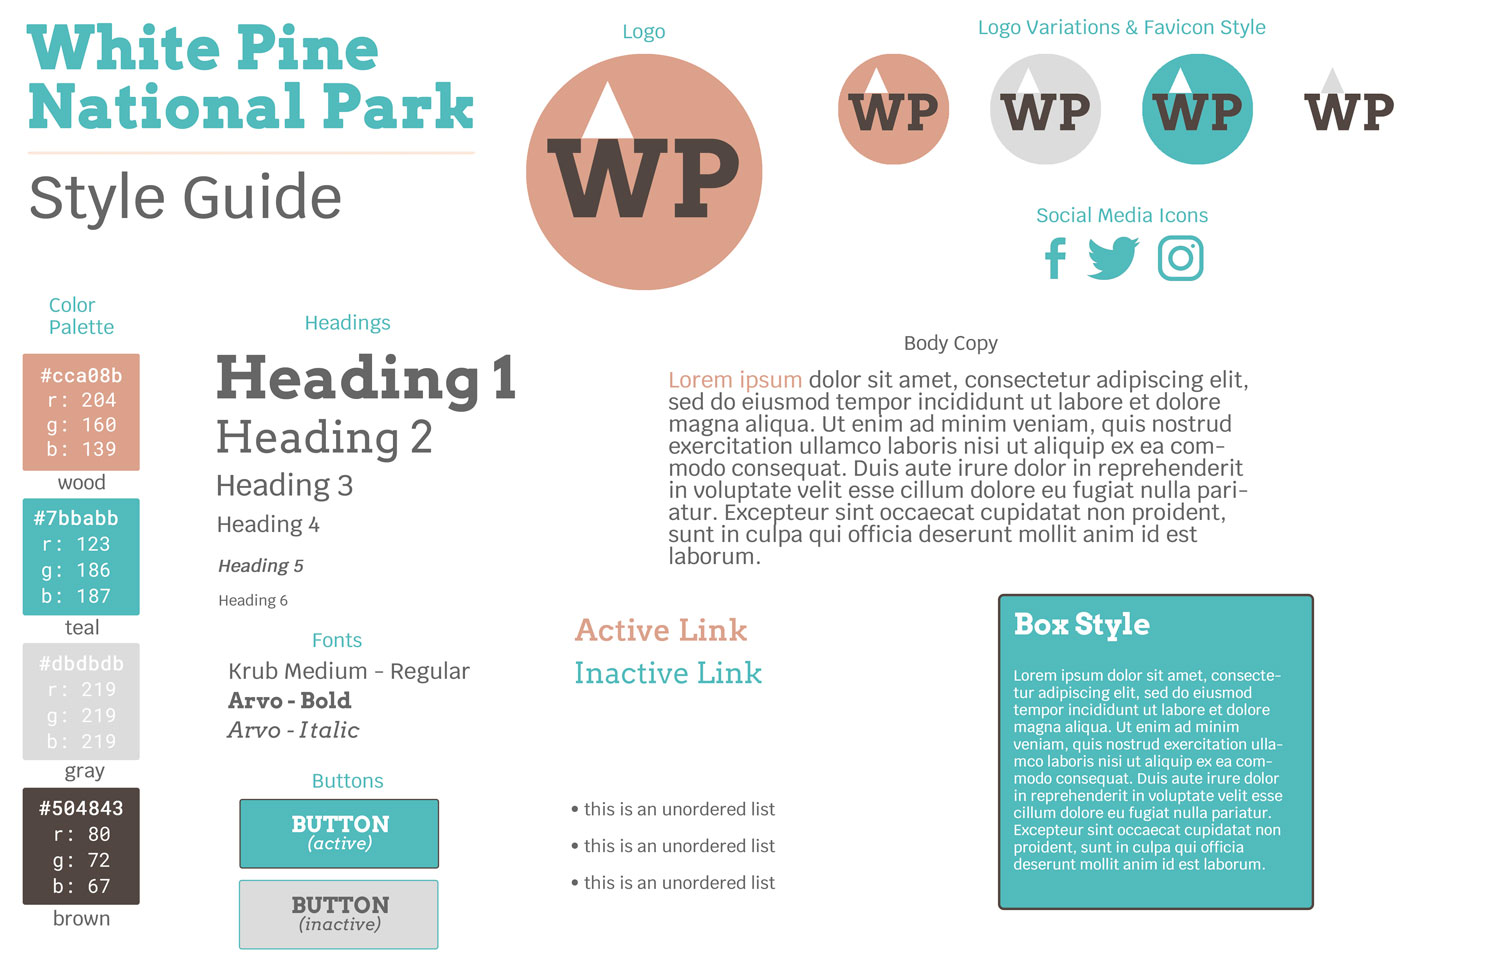 White Pine
National Park
Style Guide
Logo
WP
Logo Variations & Favicon Style
WP
WP
WP
WP
Social Media Icons
Color
Palette
#cca08b
r: 204
g: 160
b: 139
wood
#7bbabb
r: 123
g: 186
b: 187
teal
#dbdbdb
r: 219
g: 219
b: 219
gray
#504843
r: 80
g: 72
b: 67
brown
Headings
Heading 1
Heading 2
Heading 3
Heading 4
Heading 5
Heading 6
Fonts
Krub Medium - Regular
Arvo - Bold
Arvo - Italic
Buttons
BUTTON
(active)
BUTTON
(inactive)
Body Copy
Lorem ipsum dolor sit amet, consectetur adipiscing elit,
sed do eiusmod tempor incididunt ut labore et dolore
magna aliqua. Ut enim ad minim veniam, quis nostrud
exercitation ullamco laboris nisi ut aliquip ex ea com-
modo consequat. Duis aute irure dolor in reprehenderit
in voluptate velit esse cillum dolore eu fugiat nulla pari-
atur. Excepteur sint occaecat cupidatat non proident,
sunt in culpa qui officia deserunt mollit anim id est
laborum.
Active Link
Inactive Link
• this is an unordered list
• this is an unordered list
• this is an unordered list
Box Style
Lorem ipsum dolor sit amet, consecte-
tur adipiscing elit, sed do eiusmod
tempor incididunt ut labore et dolore
magna aliqua. Ut enim ad minim
veniam, quis nostrud exercitation ulla-
mco laboris nisi ut aliquip ex ea com-
modo consequat. Duis aute irure dolor
in reprehenderit in voluptate velit esse
cillum dolore eu fugiat nulla pariatur.
Excepteur sint occaecat cupidatat non
proident, sunt in culpa qui officia
deserunt mollit anim id est laborum.